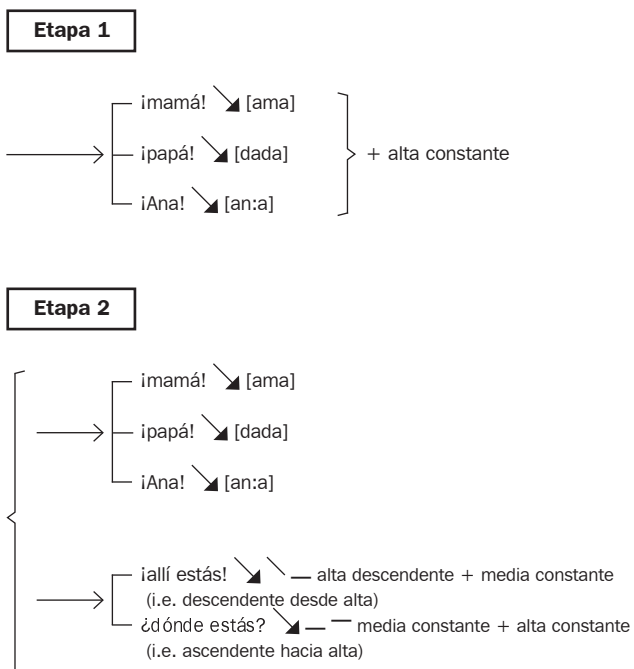 Etapa 1
¡mamá! [ama]
¡papá! [dada] + alta constante
¡Ana! [an:a]
Etapa 2
¡mamá! [ama]
¡papá! [dada]
¡Ana! [an:a]
¡allí estás! alta descendente + media constante
(i.e. descendente desde alta)
¿dónde estás? media constante + alta constante
(i.e. ascendente hacia alta)